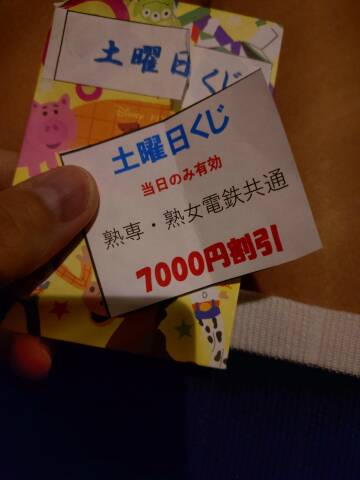 土曜日くじ
Disney
土曜日くじ
当日のみ有効
熟専・熟女電鉄共通
7000円割引